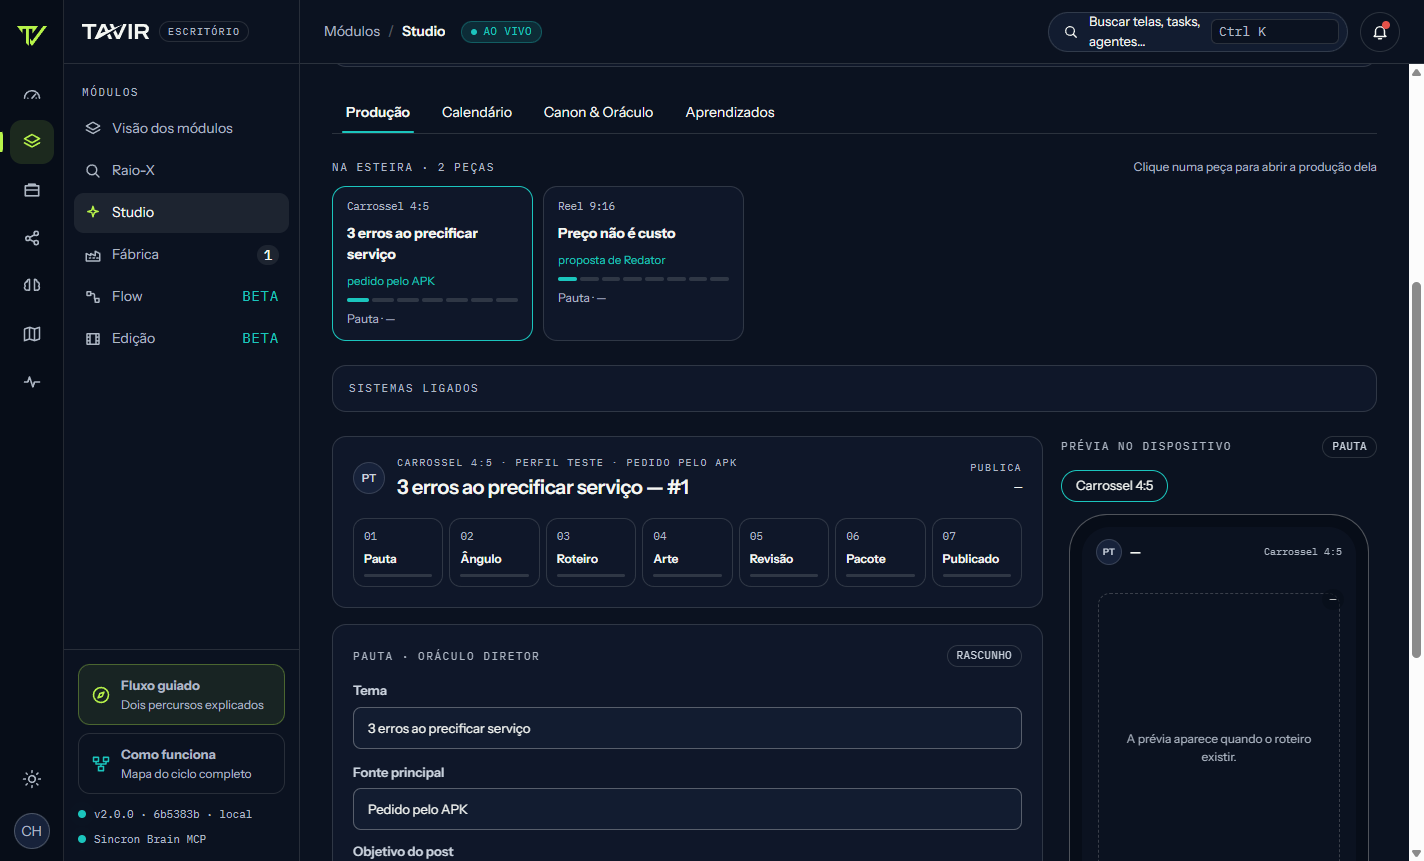 TAVIR
ESCRITÓRIO
Módulos / Studio
AO VIVO
Buscar telas, tasks,
agentes...
Ctrl K
MÓDULOS
Visão dos módulos
Raio-X
Studio
Fábrica
1
Flow
BETA
Edição
BETA
Fluxo guiado
Dois percursos explicados
Como funciona
Mapa do ciclo completo
v2.0.0 · 6b5383b · local
Sincron Brain MCP
CH
Produção
Calendário
Canon & Oráculo
Aprendizados
NA ESTEIRA · 2 PEÇAS
Clique numa peça para abrir a produção dela
Carrossel 4:5
3 erros ao precificar
serviço
pedido pelo APK
Pauta · —
Reel 9:16
Preço não é custo
proposta de Redator
Pauta · —
SISTEMAS LIGADOS
PT
CARROSSEL 4:5 · PERFIL TESTE · PEDIDO PELO APK
3 erros ao precificar serviço — #1
PUBLICA
—
01
Pauta
02
Ângulo
03
Roteiro
04
Arte
05
Revisão
06
Pacote
07
Publicado
PAUTA · ORÁCULO DIRETOR
RASCUNHO
Tema
3 erros ao precificar serviço
Fonte principal
Pedido pelo APK
Objetivo do post
PRÉVIA NO DISPOSITIVO
PAUTA
Carrossel 4:5
PT
—
Carrossel 4:5
—
A prévia aparece quando o roteiro
existir.